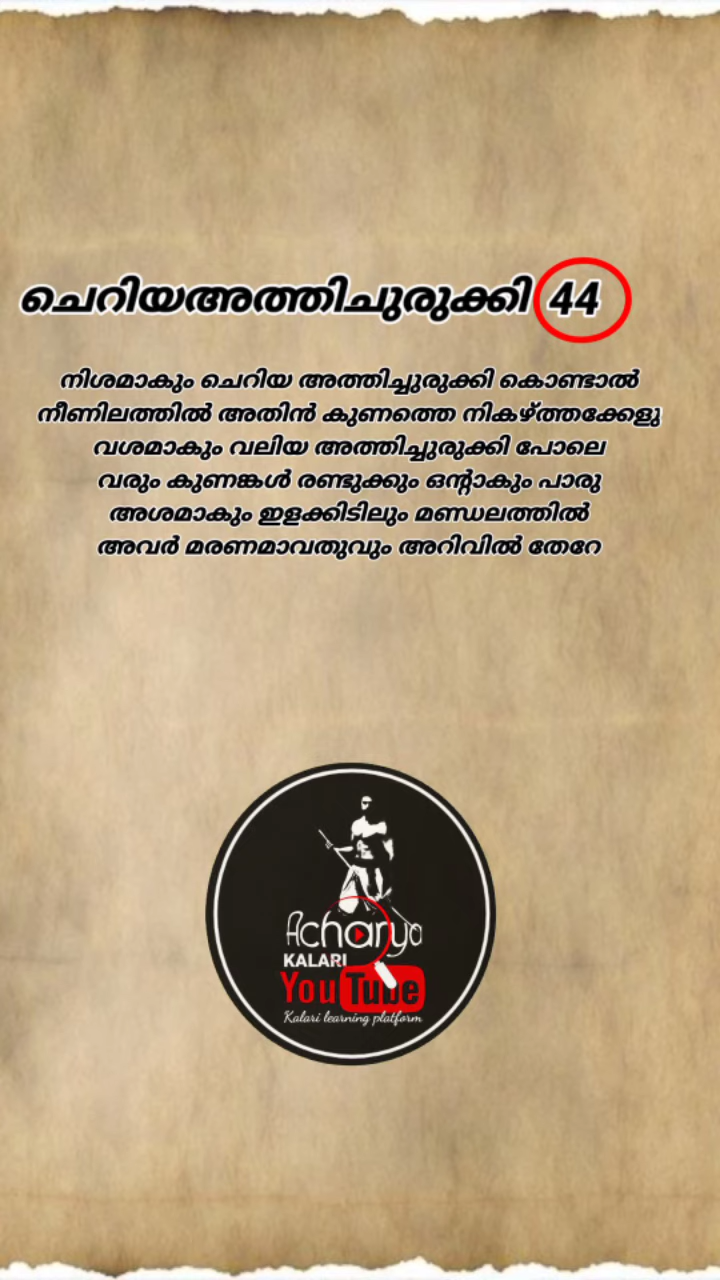 ചെറിയഅത്തിചുരുക്കി 44
നിശമാകും ചെറിയ അത്തിച്ചുരുക്കി കൊണ്ടാൽ
നീണിലത്തിൽ അതിൻ കുണത്തെ നികഴ്ത്തക്കേളു
വശമാകും വലിയ അത്തിച്ചുരുക്കി പോലെ
വരും കുണങ്കൾ രണ്ടുക്കും ഒന്റാകും പാരു
അശമാകും ഇളക്കിടിലും മണ്ഡലത്തിൽ
അവർ മരണമാവതുവും അറിവിൽ തേറേ
Acharya
KALARI
YouTube
Kalari learning platform